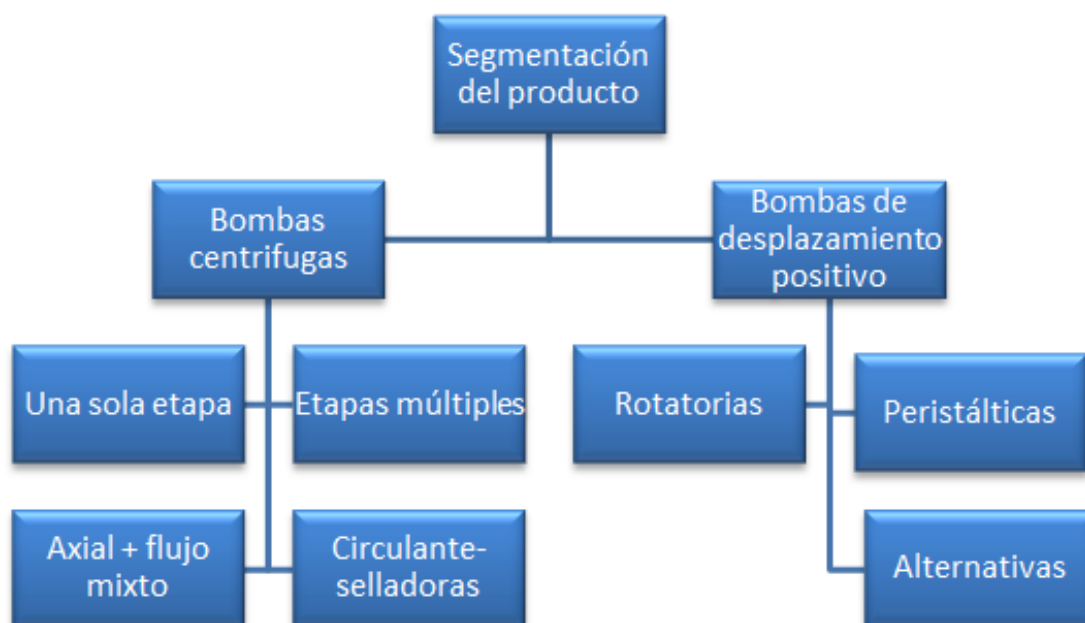 Segmentación
del producto
Bombas
centrifugas
Bombas de
desplazamiento
positivo
Una sola etapa
Etapas múltiples
Rotatorias
Peristálticas
Axial + flujo
mixto
Circulante-
selladoras
Alternativas